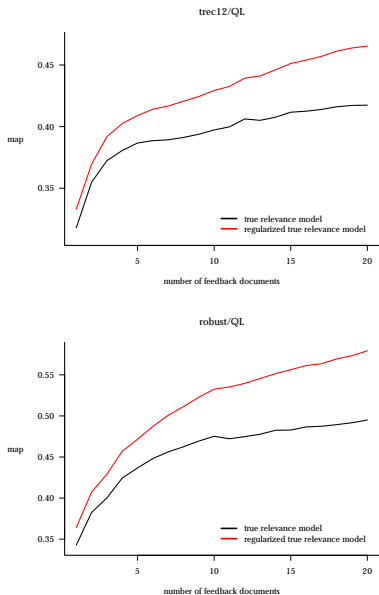 trec12/QL
0.45
0.40
map
0.35
true relevance model
regularized true relevance model
5 10 15 20
number of feedback documents
robust/QL
0.55
0.50
map
0.45
0.40
0.35
true relevance model
regularized true relevance model
5 10 15 20
number of feedback documents